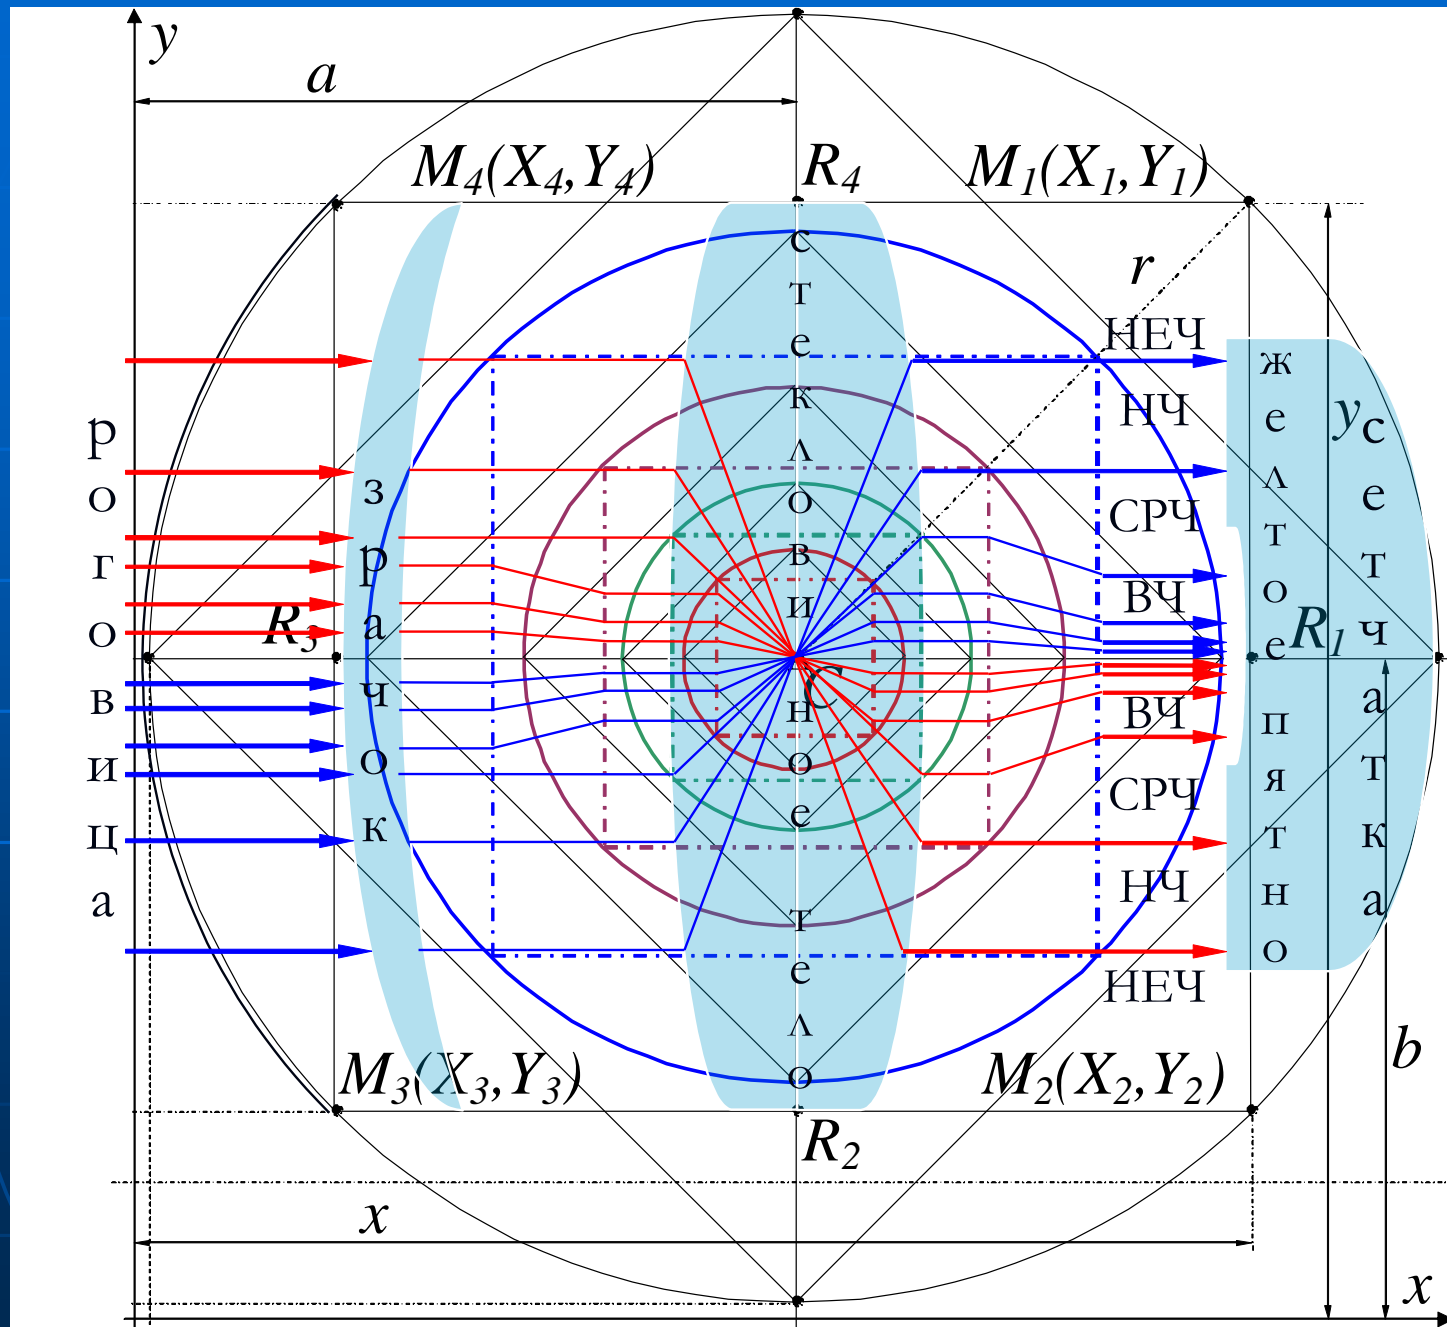 y
a
M4(X4,Y4)
R4
M1(X1,Y1)
r
роговица
зрачок
стекловидное тело
желтое пятно
сетчатка
НЕЧ
НЧ
СРЧ
ВЧ
ВЧ
СРЧ
НЧ
НЕЧ
y
R3
C
R1
M3(X3,Y3)
M2(X2,Y2)
R2
b
x
x